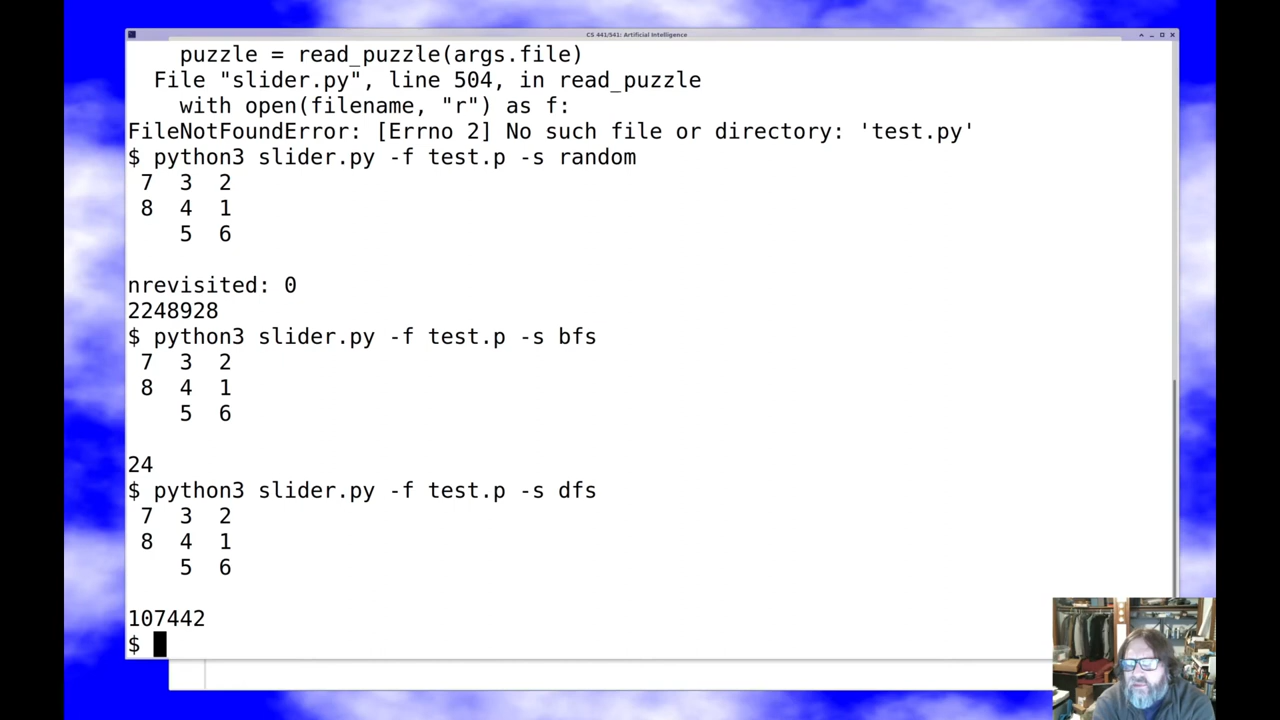 CS 441/541: Artificial Intelligence
    puzzle = read_puzzle(args.file)
  File "slider.py", line 504, in read_puzzle
    with open(filename, "r") as f:
FileNotFoundError: [Errno 2] No such file or directory: 'test.py'
$ python3 slider.py -f test.p -s random
 7  3  2
 8  4  1
    5  6
nrevisited: 0
2248928
$ python3 slider.py -f test.p -s bfs
 7  3  2
 8  4  1
    5  6
24
$ python3 slider.py -f test.p -s dfs
 7  3  2
 8  4  1
    5  6
107442
$